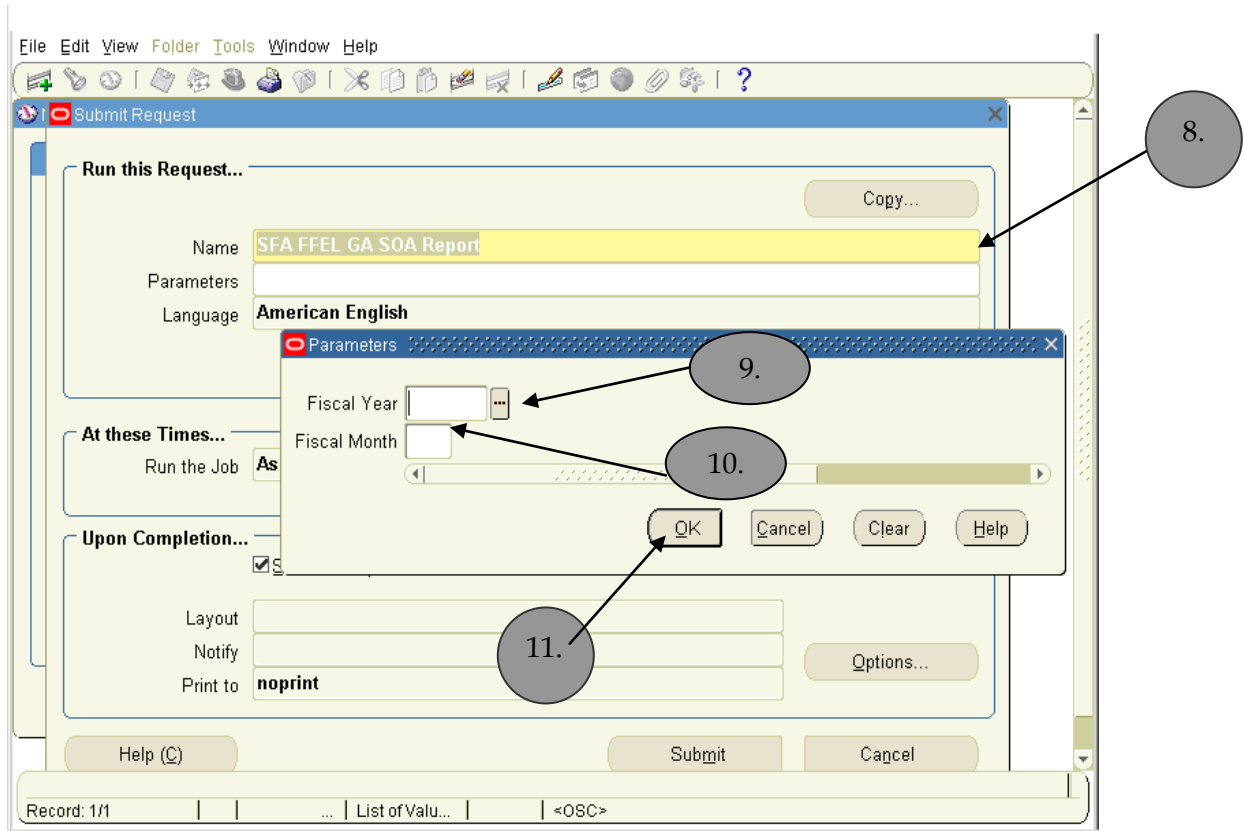 File Edit View Folder Tools Window Help
?
Submit Request
8.
Run this Request...
Copy...
Name SFA FFEL GA SOA Report
Parameters
Language American English
Parameters
9.
Fiscal Year ...
At these Times...
Fiscal Month
Run the Job As
10.
OK Cancel Clear Help
Upon Completion...
Layout
Notify
11.
Options...
Print to noprint
Help (C) Submit Cancel
Record: 1/1 ... List of Valu... <OSC>